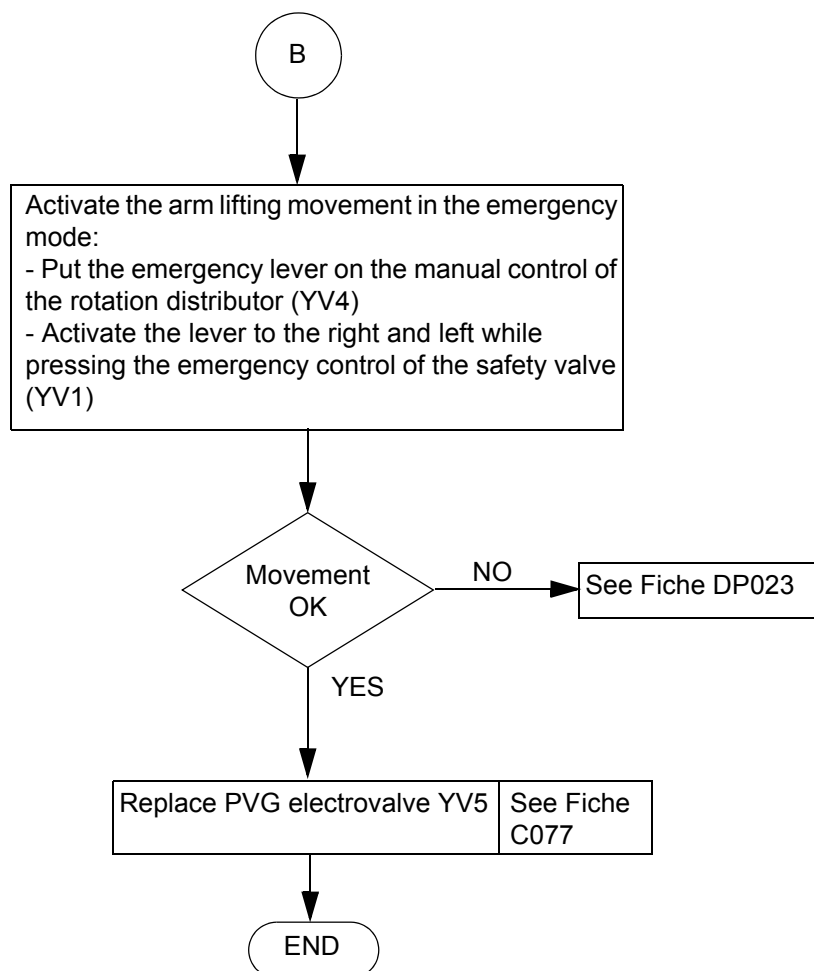 B
Activate the arm lifting movement in the emergency
mode:
- Put the emergency lever on the manual control of
the rotation distributor (YV4)
- Activate the lever to the right and left while
pressing the emergency control of the safety valve
(YV1)
Movement
OK
NO
See Fiche DP023
YES
Replace PVG electrovalve YV5
See Fiche
C077
END